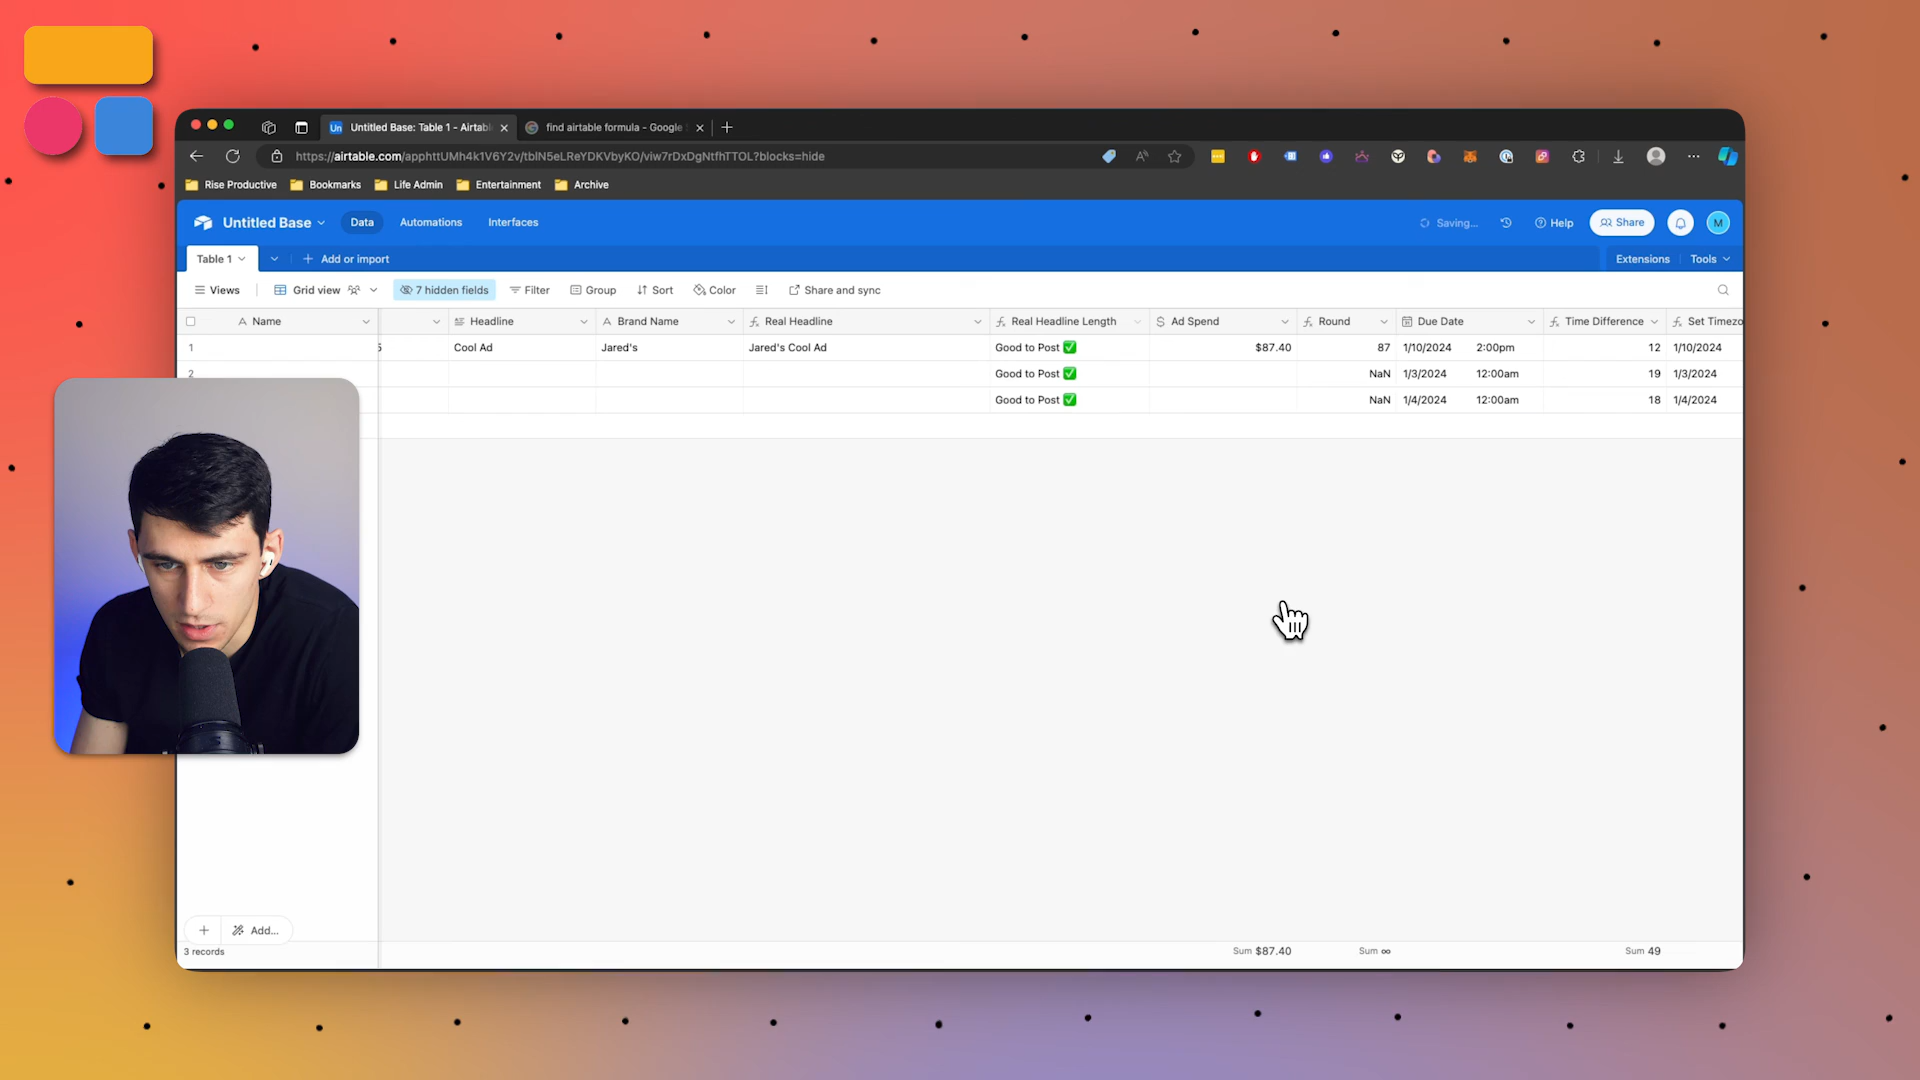 Untitled Base: Table 1 - Airtabl
find airtable formula - Google
https://airtable.com/apphttUMh4k1V6Y2v/tblN5eLReYDKVbyKO/viw7rDxDgNtfhTTOL?blocks=hide
Rise Productive Bookmarks Life Admin Entertainment Archive
Untitled Base Data Automations Interfaces Saving... Help Share M
Table 1 Add or import Extensions Tools
Views Grid view 7 hidden fields Filter Group Sort Color Share and sync
Name Headline Brand Name Real Headline Real Headline Length Ad Spend Round Due Date Time Difference Set Timezo
1 5 Cool Ad Jared's Jared's Cool Ad Good to Post ✅ $87.40 87 1/10/2024 2:00pm 12 1/10/2024
2 Good to Post ✅ NaN 1/3/2024 12:00am 19 1/3/2024
Good to Post ✅ NaN 1/4/2024 12:00am 18 1/4/2024
+ Add...
3 records Sum $87.40 Sum ∞ Sum 49